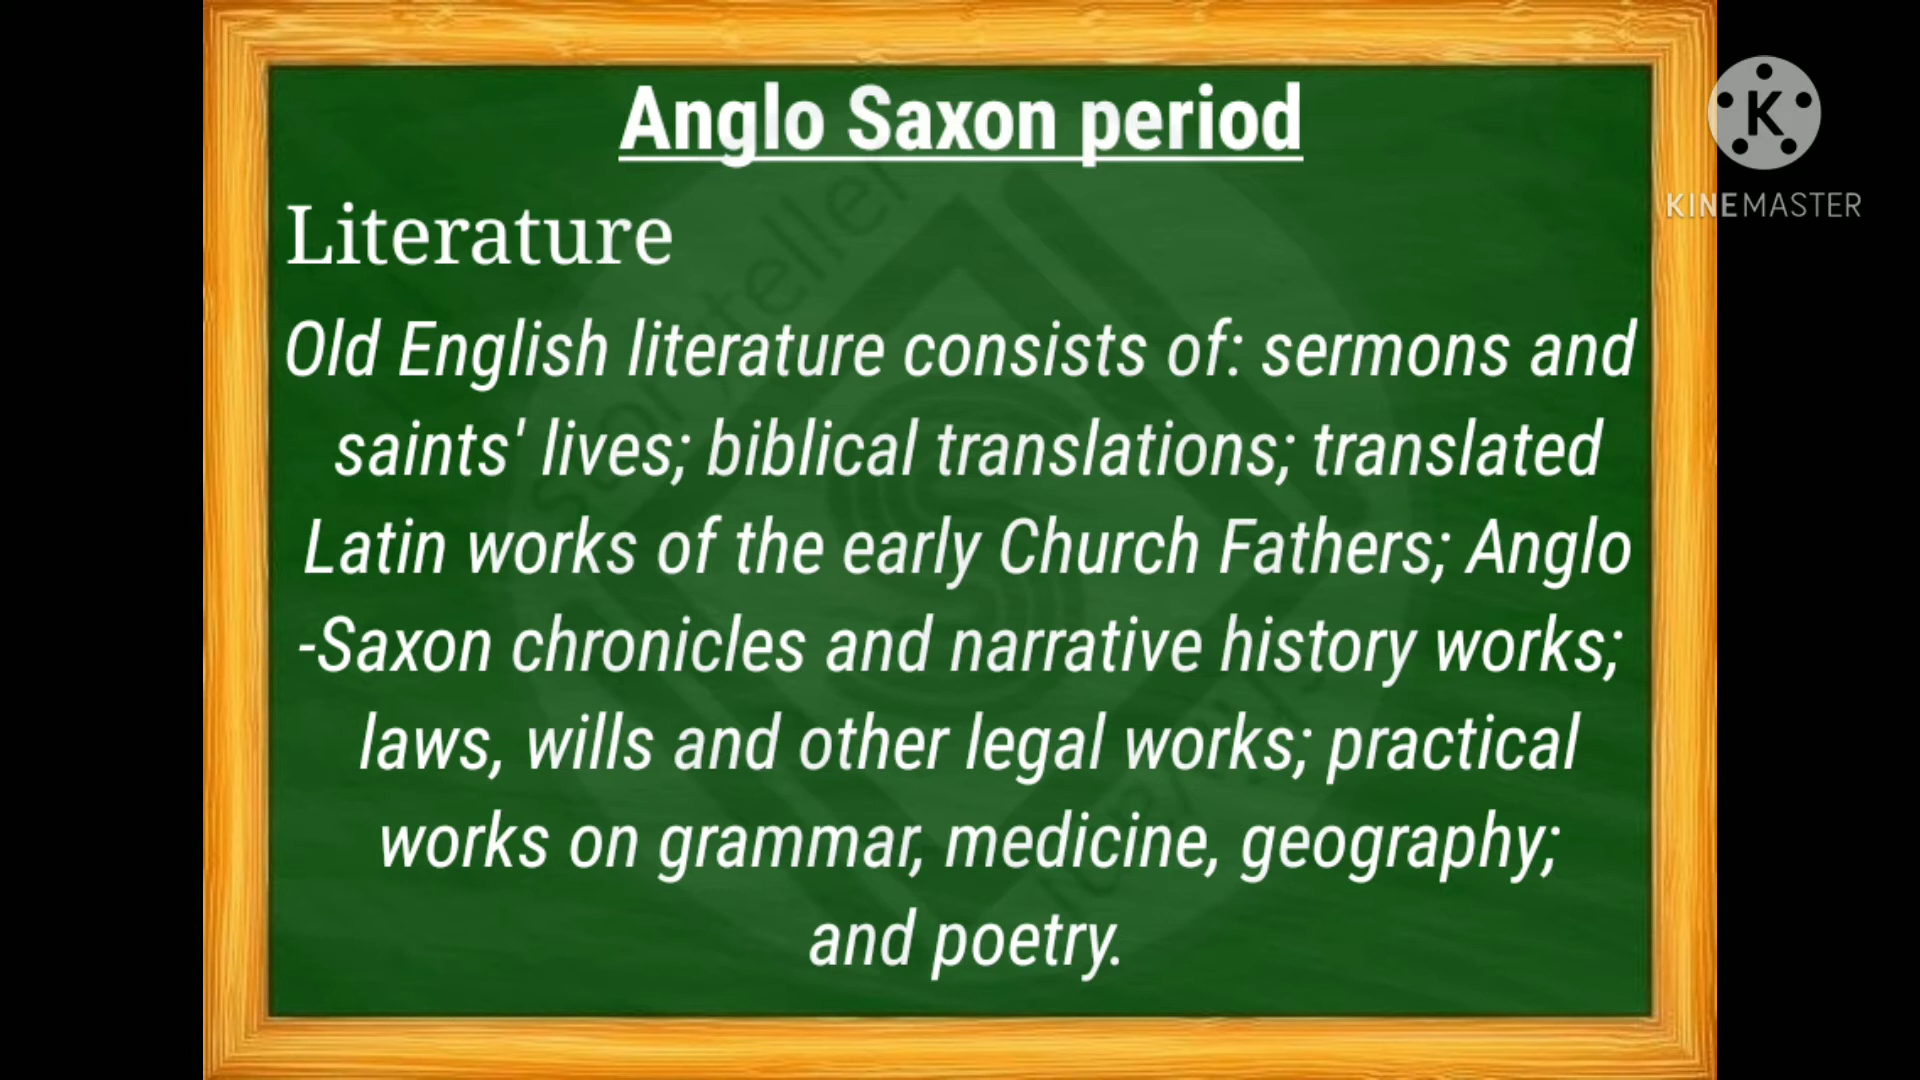 Anglo Saxon period
K
KINEMASTER
Literature
Old English literature consists of: sermons and
saints' lives; biblical translations; translated
Latin works of the early Church Fathers; Anglo
-Saxon chronicles and narrative history works;
laws, wills and other legal works; practical
works on grammar, medicine, geography;
and poetry.
storyteller